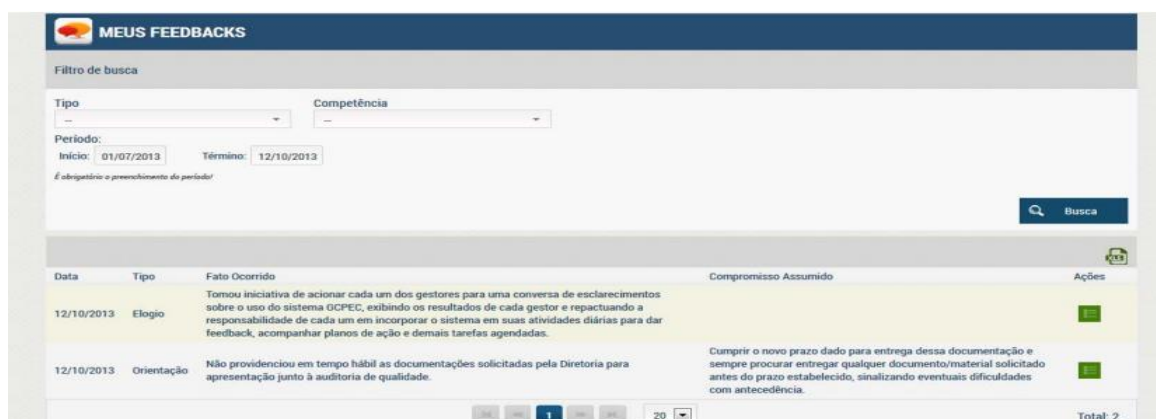 MEUS FEEDBACKS
Filtro de busca
Tipo Competência
-- --
Período:
Início: 01/07/2013 Término: 12/10/2013
É obrigatório o preenchimento do período!
Busca
Data Tipo Fato Ocorrido Compromisso Assumido Ações
12/10/2013 Elogio
Tomou iniciativa de acionar cada um dos gestores para uma conversa de esclarecimentos
sobre o uso do sistema GCPEC, exibindo os resultados de cada gestor e repactuando a
responsabilidade de cada um em incorporar o sistema em suas atividades diárias para dar
feedback, acompanhar planos de ação e demais tarefas agendadas.
12/10/2013 Orientação
Não providenciou em tempo hábil as documentações solicitadas pela Diretoria para
apresentação junto à auditoria de qualidade.
Cumprir o novo prazo dado para entrega dessa documentação e
sempre procurar entregar qualquer documento/material solicitado
antes do prazo estabelecido, sinalizando eventuais dificuldades
com antecedência.
1 20 Total: 2